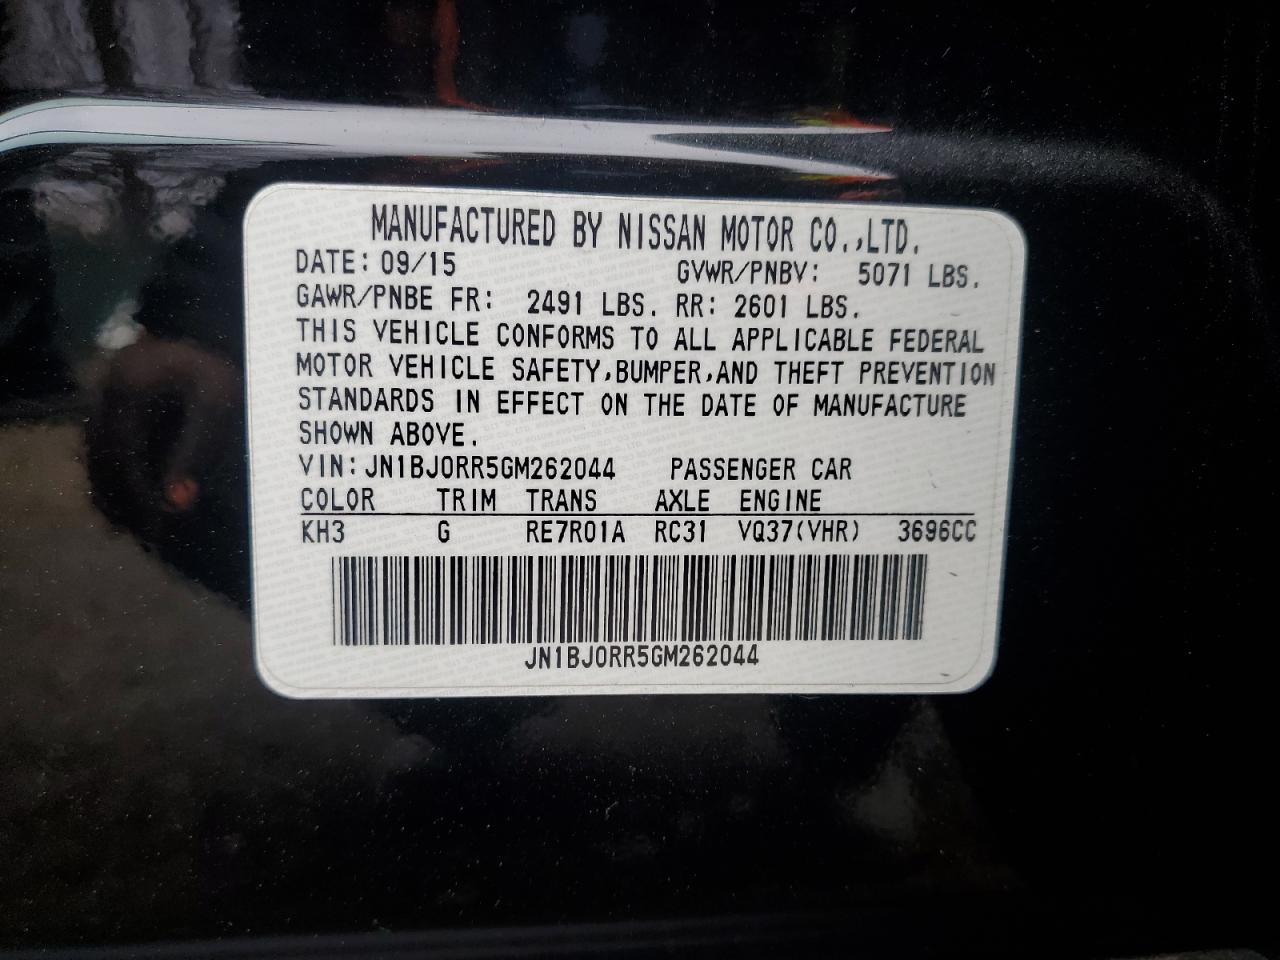 MANUFACTURED BY NISSAN MOTOR CO.,LTD.
DATE: 09/15 GVWR/PNBV: 5071 LBS.
GAWR/PNBE FR: 2491 LBS. RR: 2601 LBS.
THIS VEHICLE CONFORMS TO ALL APPLICABLE FEDERAL
MOTOR VEHICLE SAFETY,BUMPER,AND THEFT PREVENTION
STANDARDS IN EFFECT ON THE DATE OF MANUFACTURE
SHOWN ABOVE.
VIN: JN1BJ0RR5GM262044 PASSENGER CAR
COLOR TRIM TRANS AXLE ENGINE
KH3 G RE7R01A RC31 VQ37(VHR) 3696CC
JN1BJ0RR5GM262044